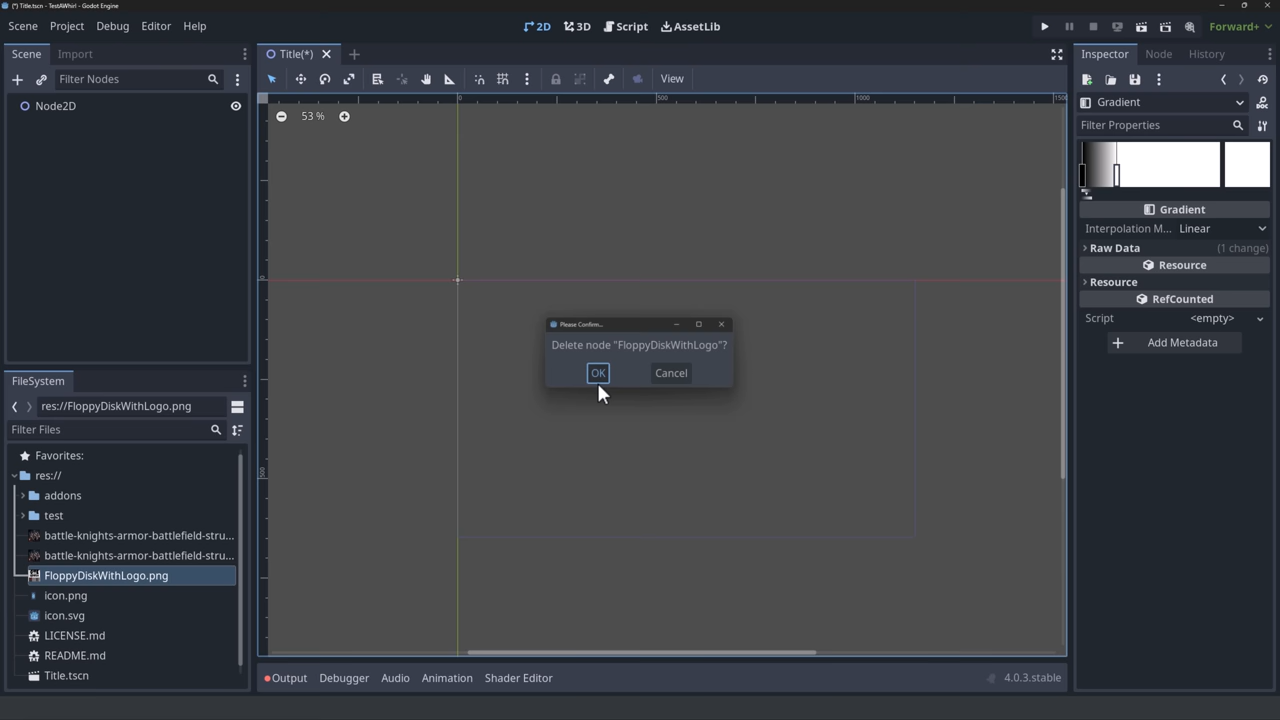 (*) Title.tscn - TestAWhirl - Godot Engine
Scene Project Debug Editor Help
2D 3D Script AssetLib
Forward+
Scene Import
Title(*)
Inspector Node History
Filter Nodes
View
Gradient
Node2D
0 500 1000 1500
53 %
Filter Properties
Gradient
Interpolation M... Linear
Raw Data (1 change)
Resource
Resource
RefCounted
Script <empty>
Add Metadata
0
500
Please Confirm...
Delete node "FloppyDiskWithLogo"?
OK Cancel
FileSystem
res://FloppyDiskWithLogo.png
Filter Files
Favorites:
res://
addons
test
battle-knights-armor-battlefield-stru...
battle-knights-armor-battlefield-stru...
FloppyDiskWithLogo.png
icon.png
icon.svg
LICENSE.md
README.md
Title.tscn
Output Debugger Audio Animation Shader Editor
4.0.3.stable